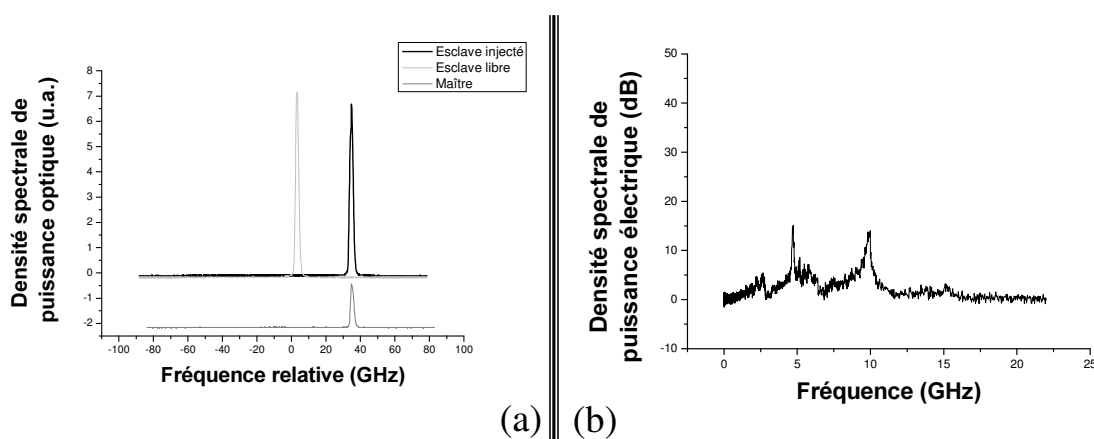 Esclave injecté
Esclave libre
Maître
Densité spectrale de
puissance optique (u.a.)
8
7
6
5
4
3
2
1
0
-1
-2
-100 -80 -60 -40 -20 0 20 40 60 80 100
Fréquence relative (GHz)
(a)
Densité spectrale de
puissance électrique (dB)
50
40
30
20
10
0
-10
0 5 10 15 20 25
Fréquence (GHz)
(b)